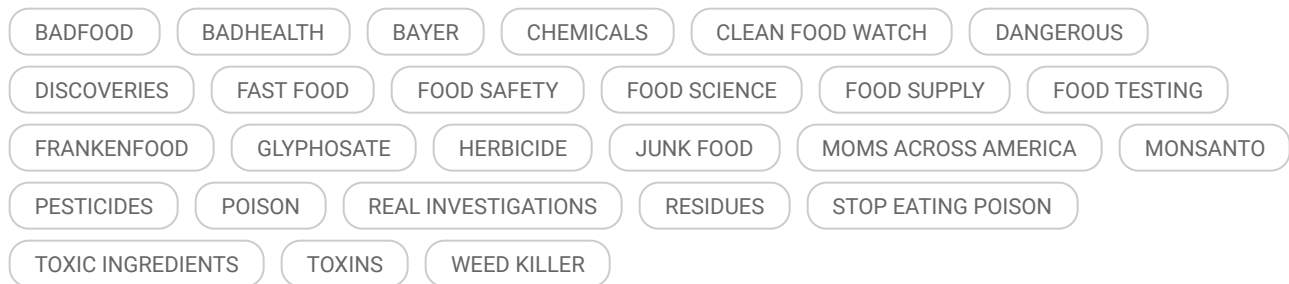 BADFOOD BADHEALTH BAYER CHEMICALS CLEAN FOOD WATCH DANGEROUS
DISCOVERIES FAST FOOD FOOD SAFETY FOOD SCIENCE FOOD SUPPLY FOOD TESTING
FRANKENFOOD GLYPHOSATE HERBICIDE JUNK FOOD MOMS ACROSS AMERICA MONSANTO
PESTICIDES POISON REAL INVESTIGATIONS RESIDUES STOP EATING POISON
TOXIC INGREDIENTS TOXINS WEED KILLER